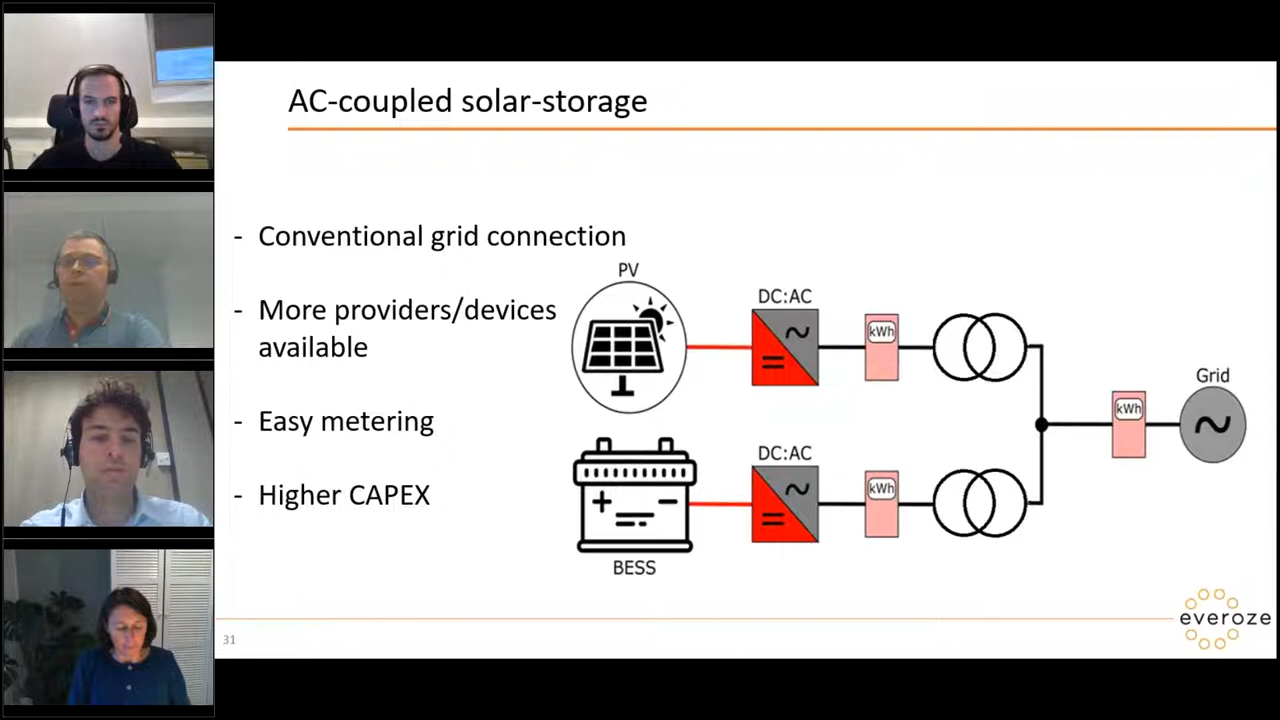 AC-coupled solar-storage
- Conventional grid connection
- More providers/devices
available
- Easy metering
- Higher CAPEX
PV
DC:AC
kWh
Grid
kWh
DC:AC
kWh
BESS
everoze
31